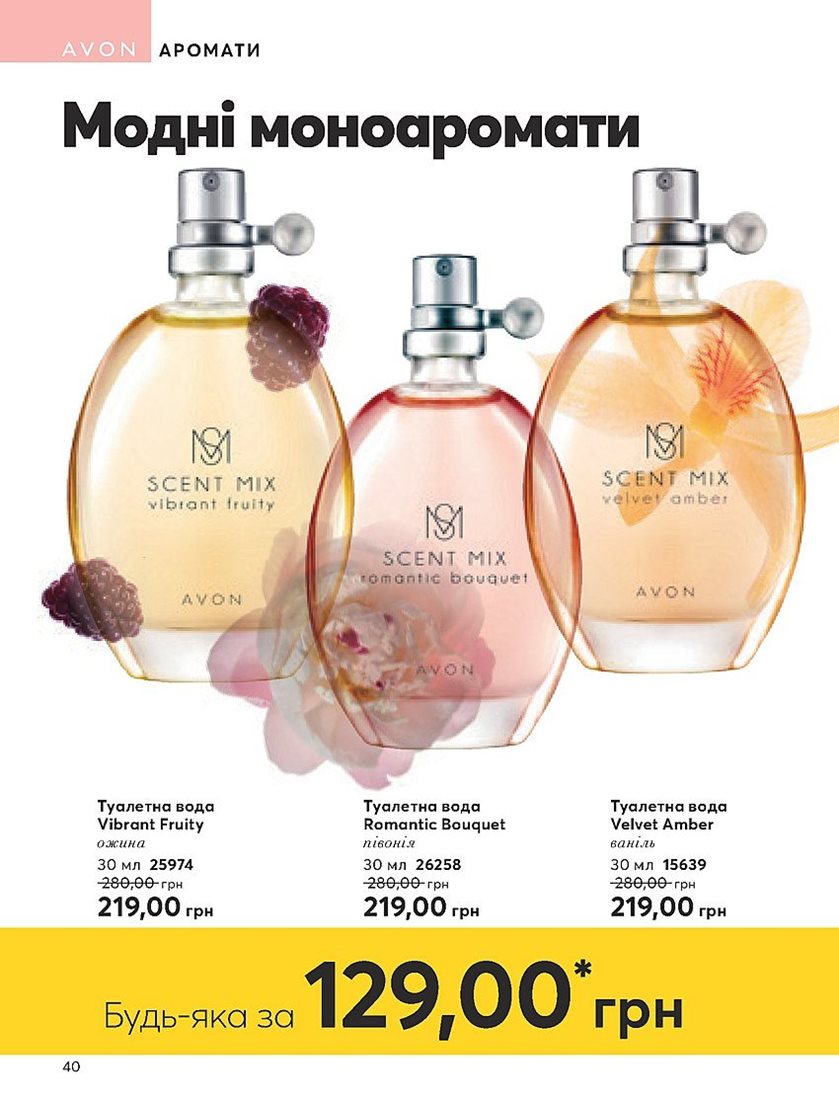 AVON АРОМАТИ
Модні моноаромати
SM
SCENT MIX
vibrant fruity
AVON
SM
SCENT MIX
romantic bouquet
AVON
SM
SCENT MIX
velvet amber
AVON
Туалетна вода
Vibrant Fruity
ожина
30 мл 25974
280,00 грн
219,00 грн
Туалетна вода
Romantic Bouquet
півонія
30 мл 26258
280,00 грн
219,00 грн
Туалетна вода
Velvet Amber
ваніль
30 мл 15639
280,00 грн
219,00 грн
Будь-яка за 129,00* грн
40